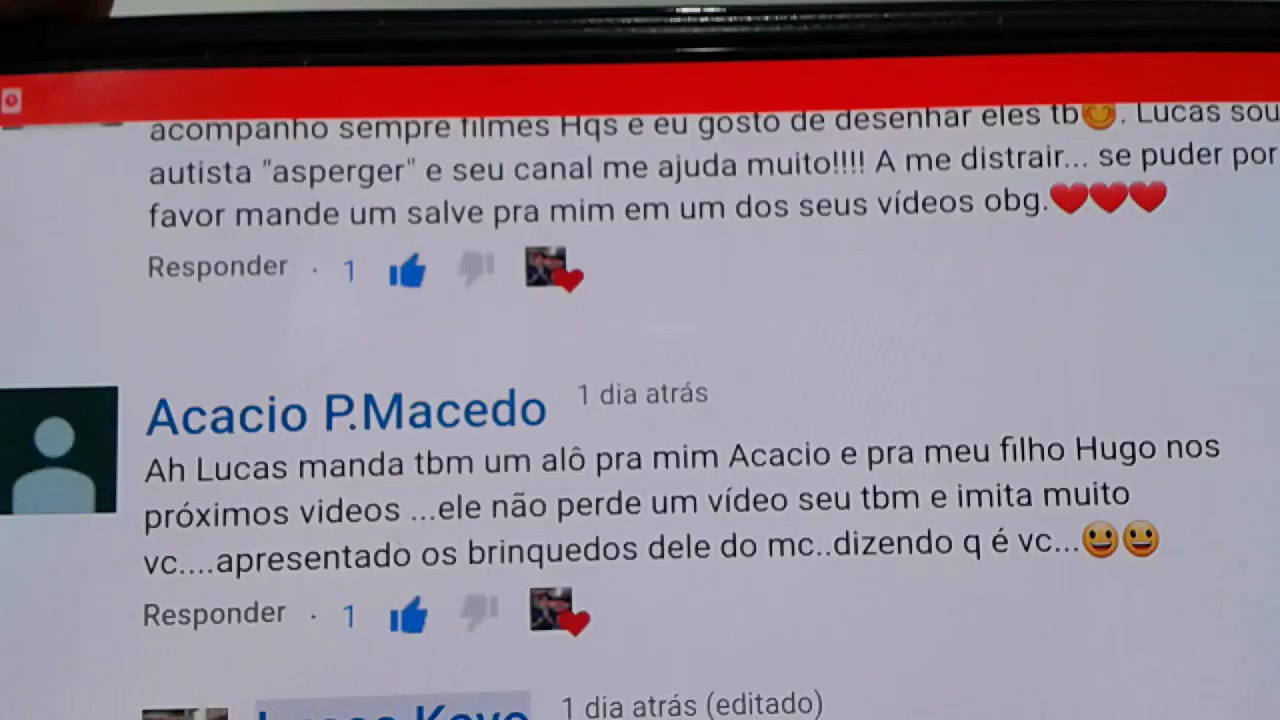 acompanho sempre filmes Hqs e eu gosto de desenhar eles tb😊. Lucas sou
autista "asperger" e seu canal me ajuda muito!!!! A me distrair... se puder por
favor mande um salve pra mim em um dos seus vídeos obg.❤❤❤
Responder · 1
Acacio P.Macedo 1 dia atrás
Ah Lucas manda tbm um alô pra mim Acacio e pra meu filho Hugo nos
próximos videos ...ele não perde um vídeo seu tbm e imita muito
vc....apresentado os brinquedos dele do mc..dizendo q é vc...😃😃
Responder · 1
1 dia atrás (editado)